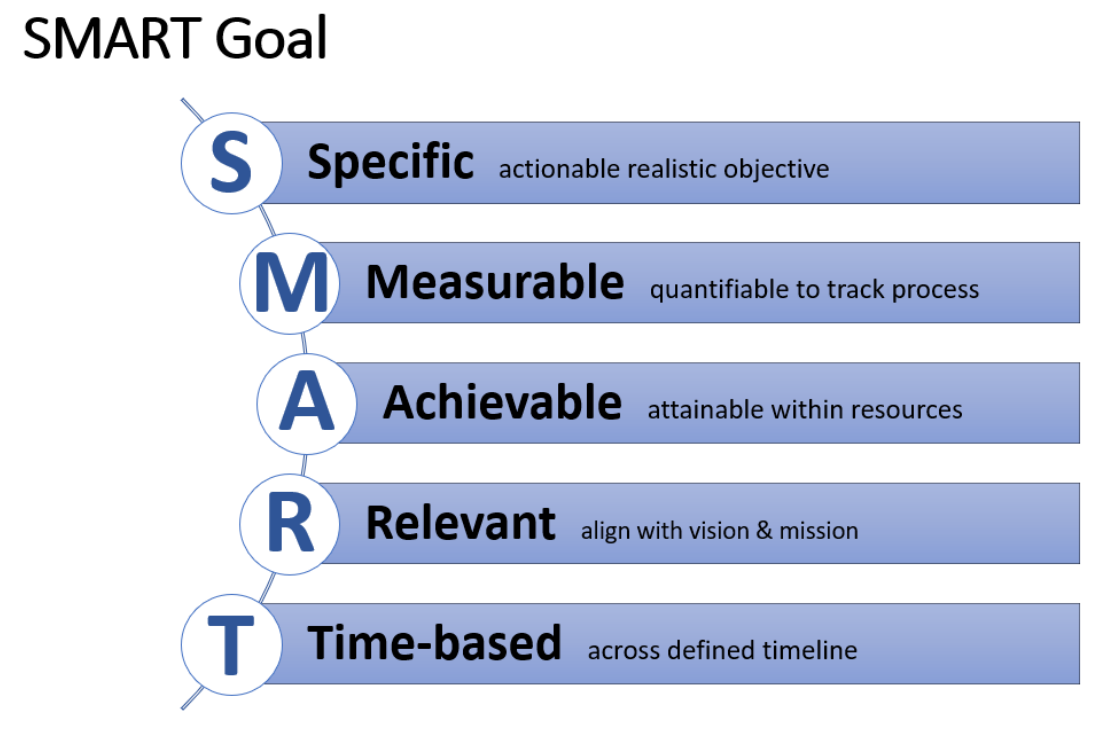 SMART Goal
S Specific actionable realistic objective
M Measurable quantifiable to track process
A Achievable attainable within resources
R Relevant align with vision & mission
T Time-based across defined timeline